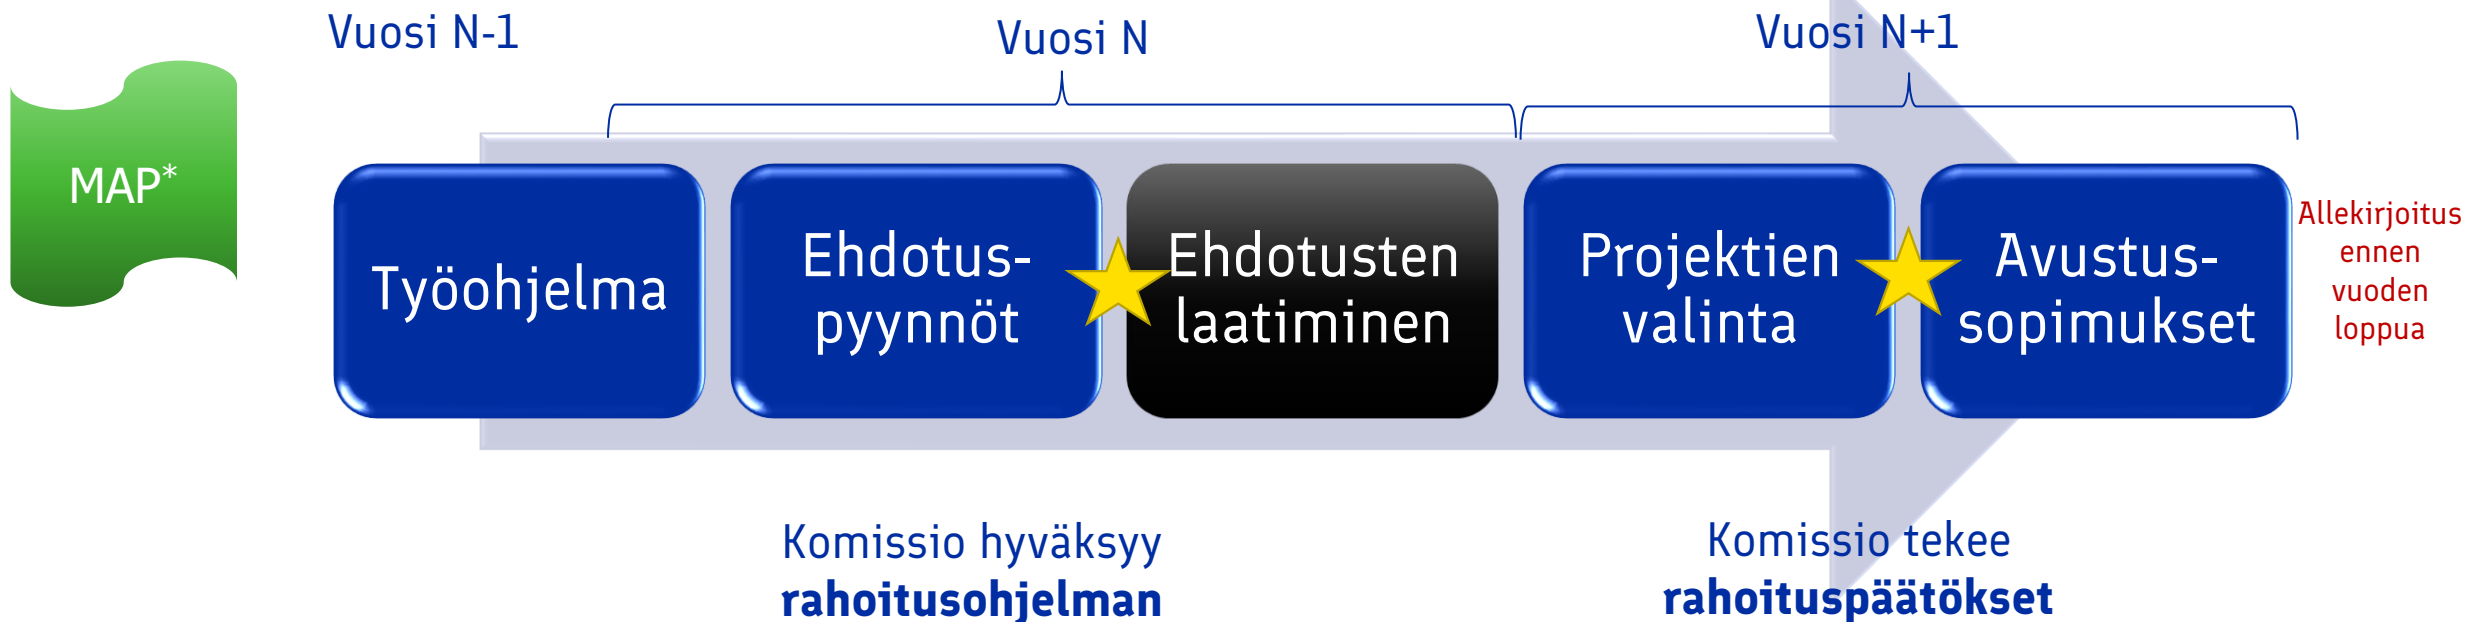 Vuosi N-1
Vuosi N
Vuosi N+1
MAP*
Työohjelma
Ehdotus-
pyynnöt
Ehdotusten
laatiminen
Projektien
valinta
Avustus-
sopimukset
Allekirjoitus
ennen
vuoden
loppua
Komissio hyväksyy
rahoitusohjelman
Komissio tekee
rahoituspäätökset